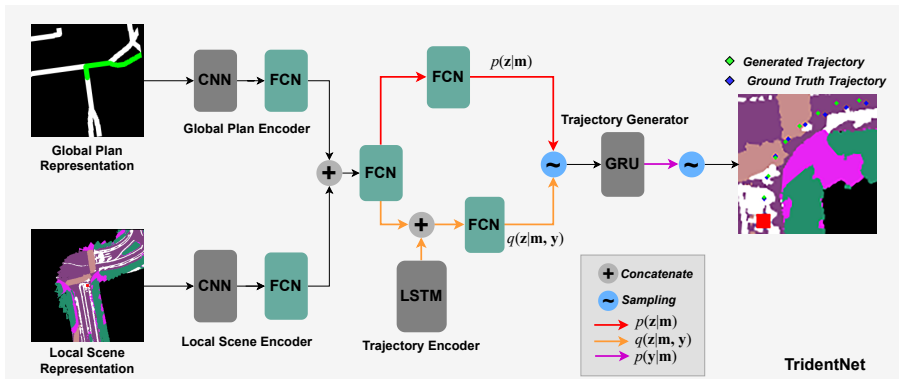 Global Plan
Representation
CNN
FCN
Global Plan Encoder
Local Scene
Representation
CNN
FCN
Local Scene Encoder
+
FCN
FCN
p(z|m)
+
FCN
q(z|m, y)
LSTM
Trajectory Encoder
~
Trajectory Generator
GRU
~
Generated Trajectory
Ground Truth Trajectory
+ Concatenate
~ Sampling
p(z|m)
q(z|m, y)
p(y|m)
TridentNet